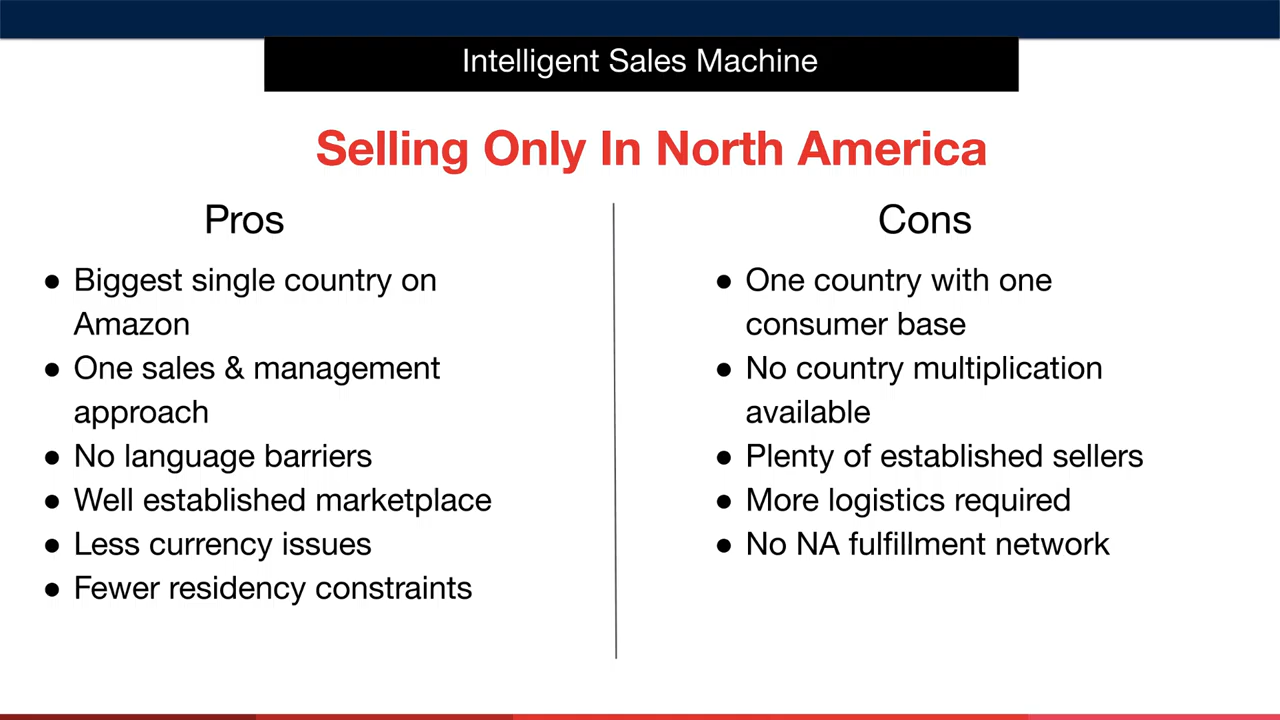 Intelligent Sales Machine
Selling Only In North America
Pros
● Biggest single country on
Amazon
● One sales & management
approach
● No language barriers
● Well established marketplace
● Less currency issues
● Fewer residency constraints
Cons
● One country with one
consumer base
● No country multiplication
available
● Plenty of established sellers
● More logistics required
● No NA fulfillment network